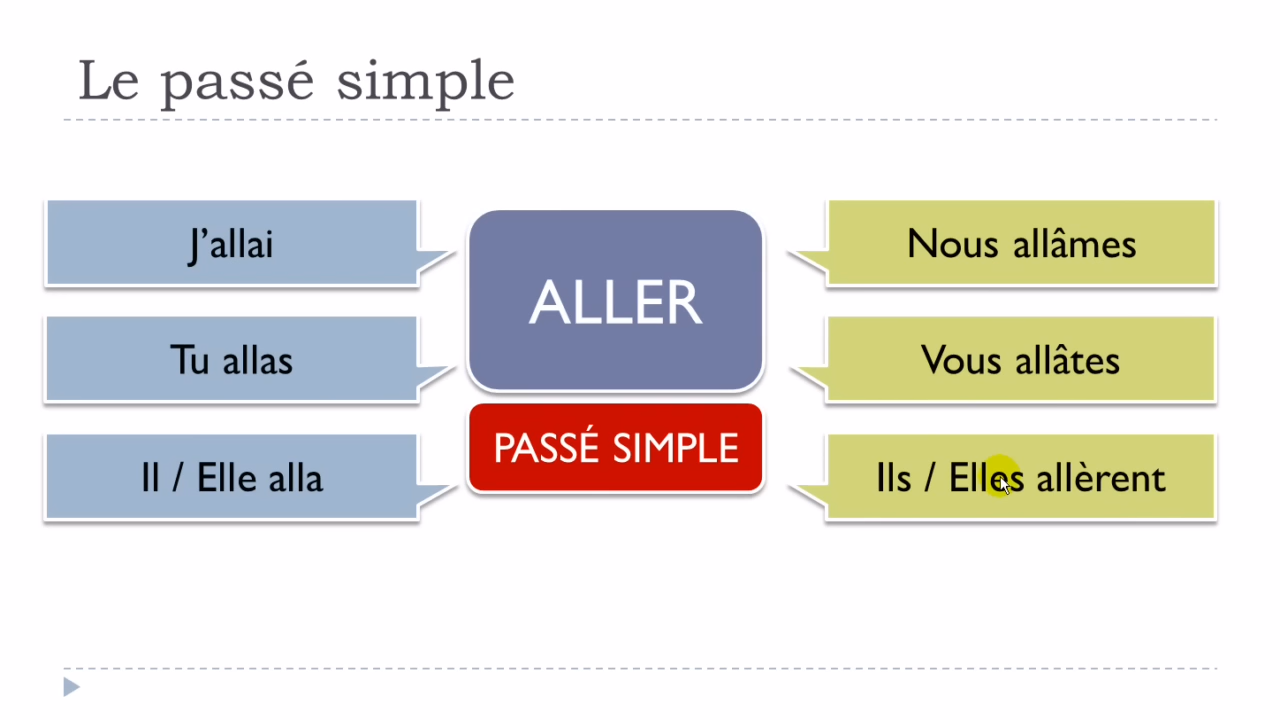 Le passé simple
J’allai
Tu allas
Il / Elle alla
ALLER
PASSÉ SIMPLE
Nous allâmes
Vous allâtes
Ils / Elles allèrent